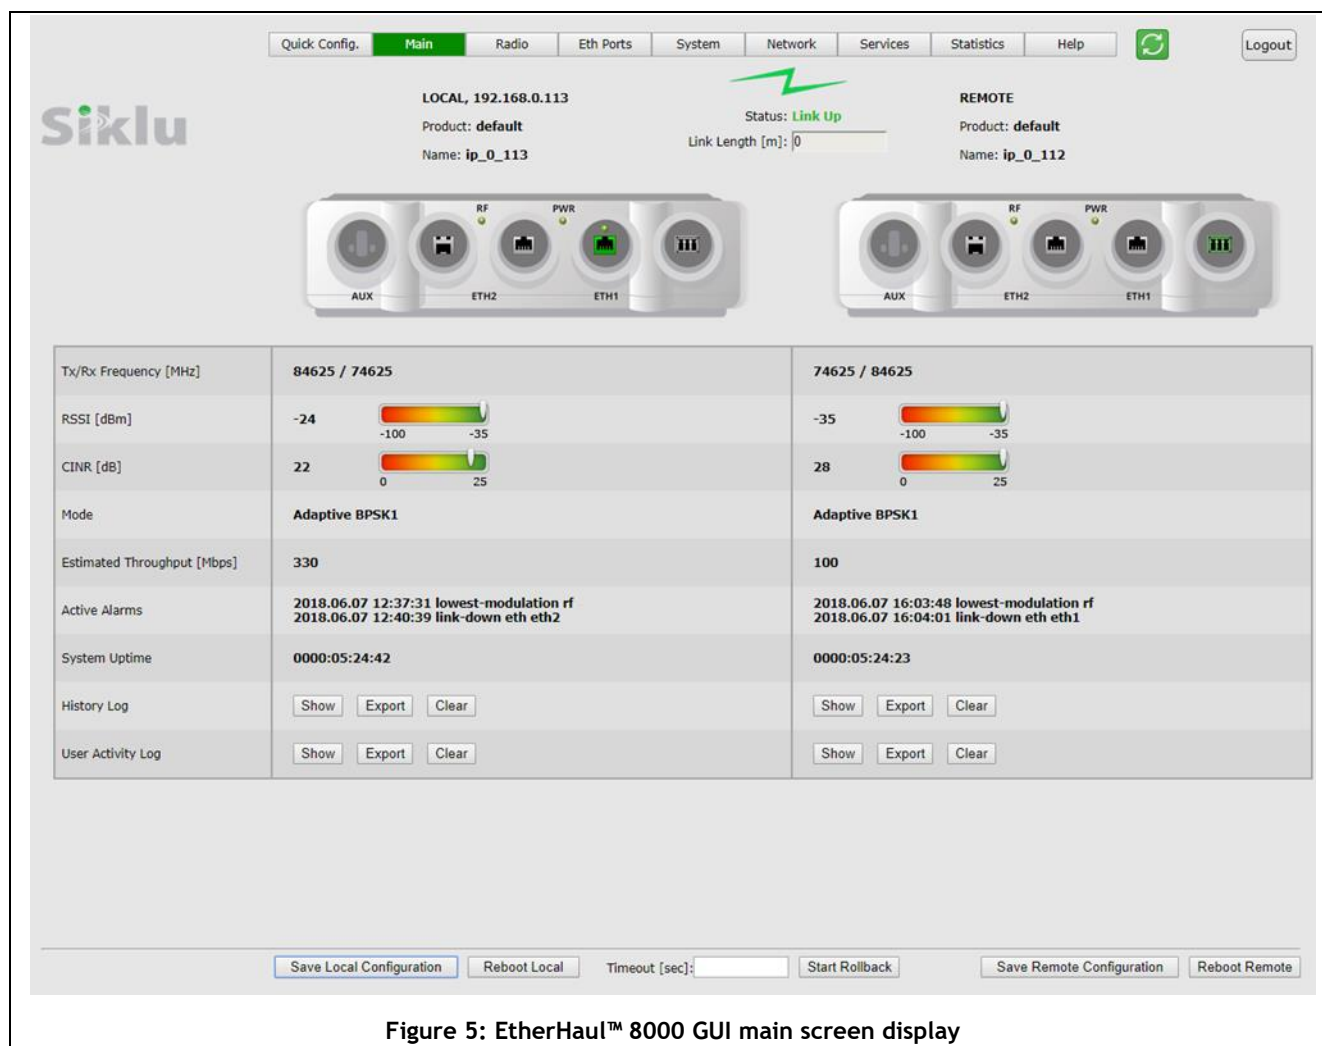 Quick Config. Main Radio Eth Ports System Network Services Statistics Help Logout
Siklu
LOCAL, 192.168.0.113
Product: default
Name: ip_0_113
Status: Link Up
Link Length [m]: 0
REMOTE
Product: default
Name: ip_0_112
RF PWR
AUX ETH2 ETH1
RF PWR
AUX ETH2 ETH1
Tx/Rx Frequency [MHz] 84625 / 74625 74625 / 84625
RSSI [dBm] -24 -35
-100 -35 -100 -35
CINR [dB] 22 28
0 25 0 25
Mode Adaptive BPSK1 Adaptive BPSK1
Estimated Throughput [Mbps] 330 100
Active Alarms
2018.06.07 12:37:31 lowest-modulation rf
2018.06.07 12:40:39 link-down eth eth2
2018.06.07 16:03:48 lowest-modulation rf
2018.06.07 16:04:01 link-down eth eth1
System Uptime 0000:05:24:42 0000:05:24:23
History Log Show Export Clear Show Export Clear
User Activity Log Show Export Clear Show Export Clear
Save Local Configuration Reboot Local Timeout [sec]: Start Rollback Save Remote Configuration Reboot Remote
Figure 5: EtherHaul™ 8000 GUI main screen display